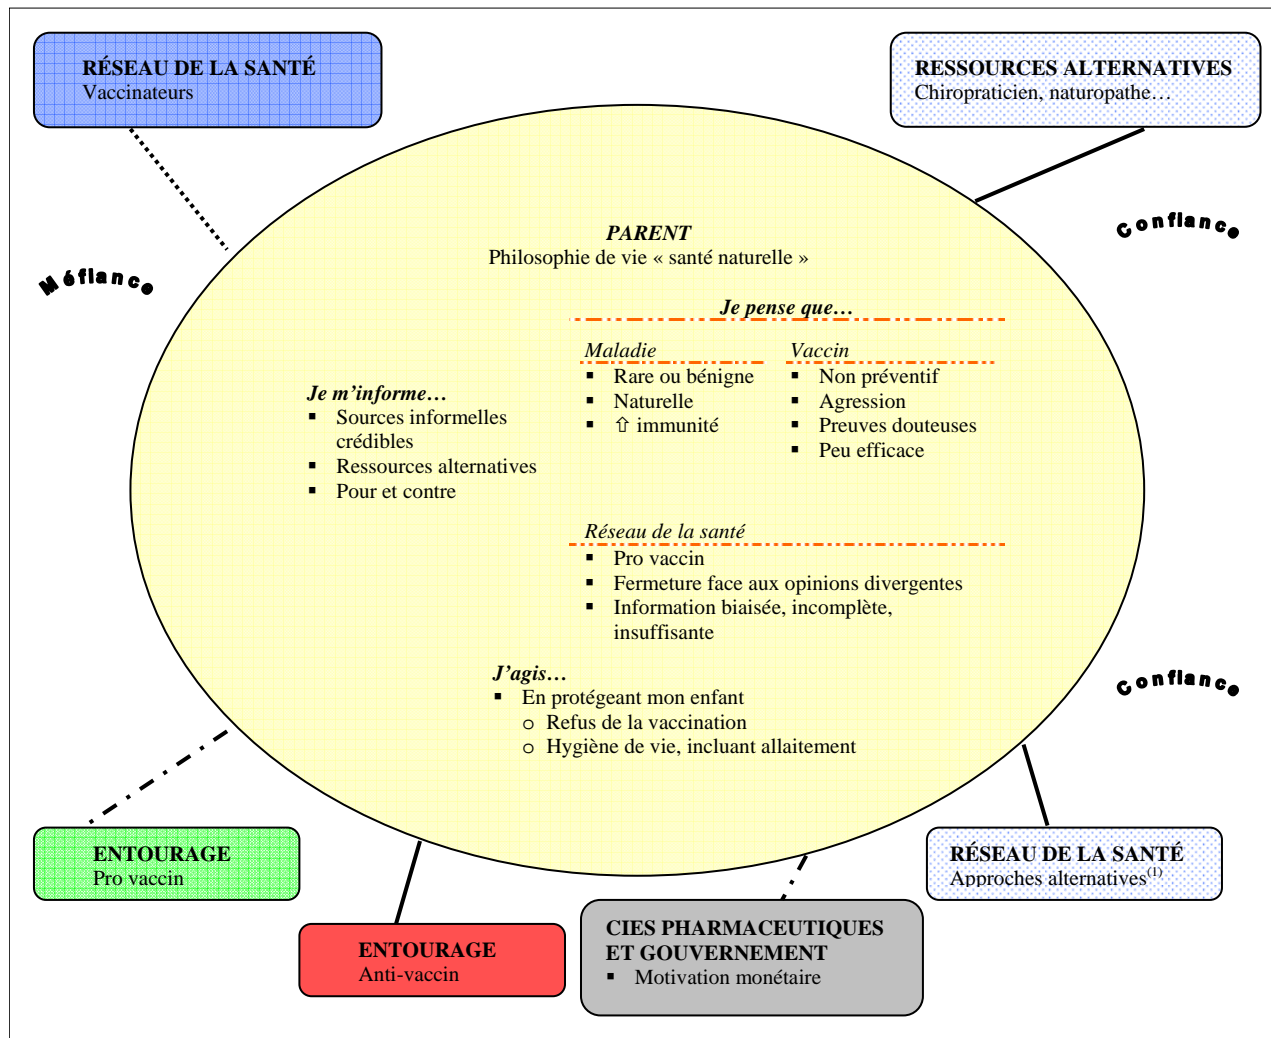 RÉSEAU DE LA SANTÉ
Vaccinateurs
RESSOURCES ALTERNATIVES
Chiropraticien, naturopathe…
Méfiance
Confiance
PARENT
Philosophie de vie « santé naturelle »
Je pense que…
Maladie
▪ Rare ou bénigne
▪ Naturelle
▪ ⇧ immunité
Vaccin
▪ Non préventif
▪ Agression
▪ Preuves douteuses
▪ Peu efficace
Je m’informe…
▪ Sources informelles
crédibles
▪ Ressources alternatives
▪ Pour et contre
Réseau de la santé
▪ Pro vaccin
▪ Fermeture face aux opinions divergentes
▪ Information biaisée, incomplète,
insuffisante
J’agis…
▪ En protégeant mon enfant
o Refus de la vaccination
o Hygiène de vie, incluant allaitement
Confiance
ENTOURAGE
Pro vaccin
RÉSEAU DE LA SANTÉ
Approches alternatives(1)
ENTOURAGE
Anti-vaccin
CIES PHARMACEUTIQUES
ET GOUVERNEMENT
▪ Motivation monétaire